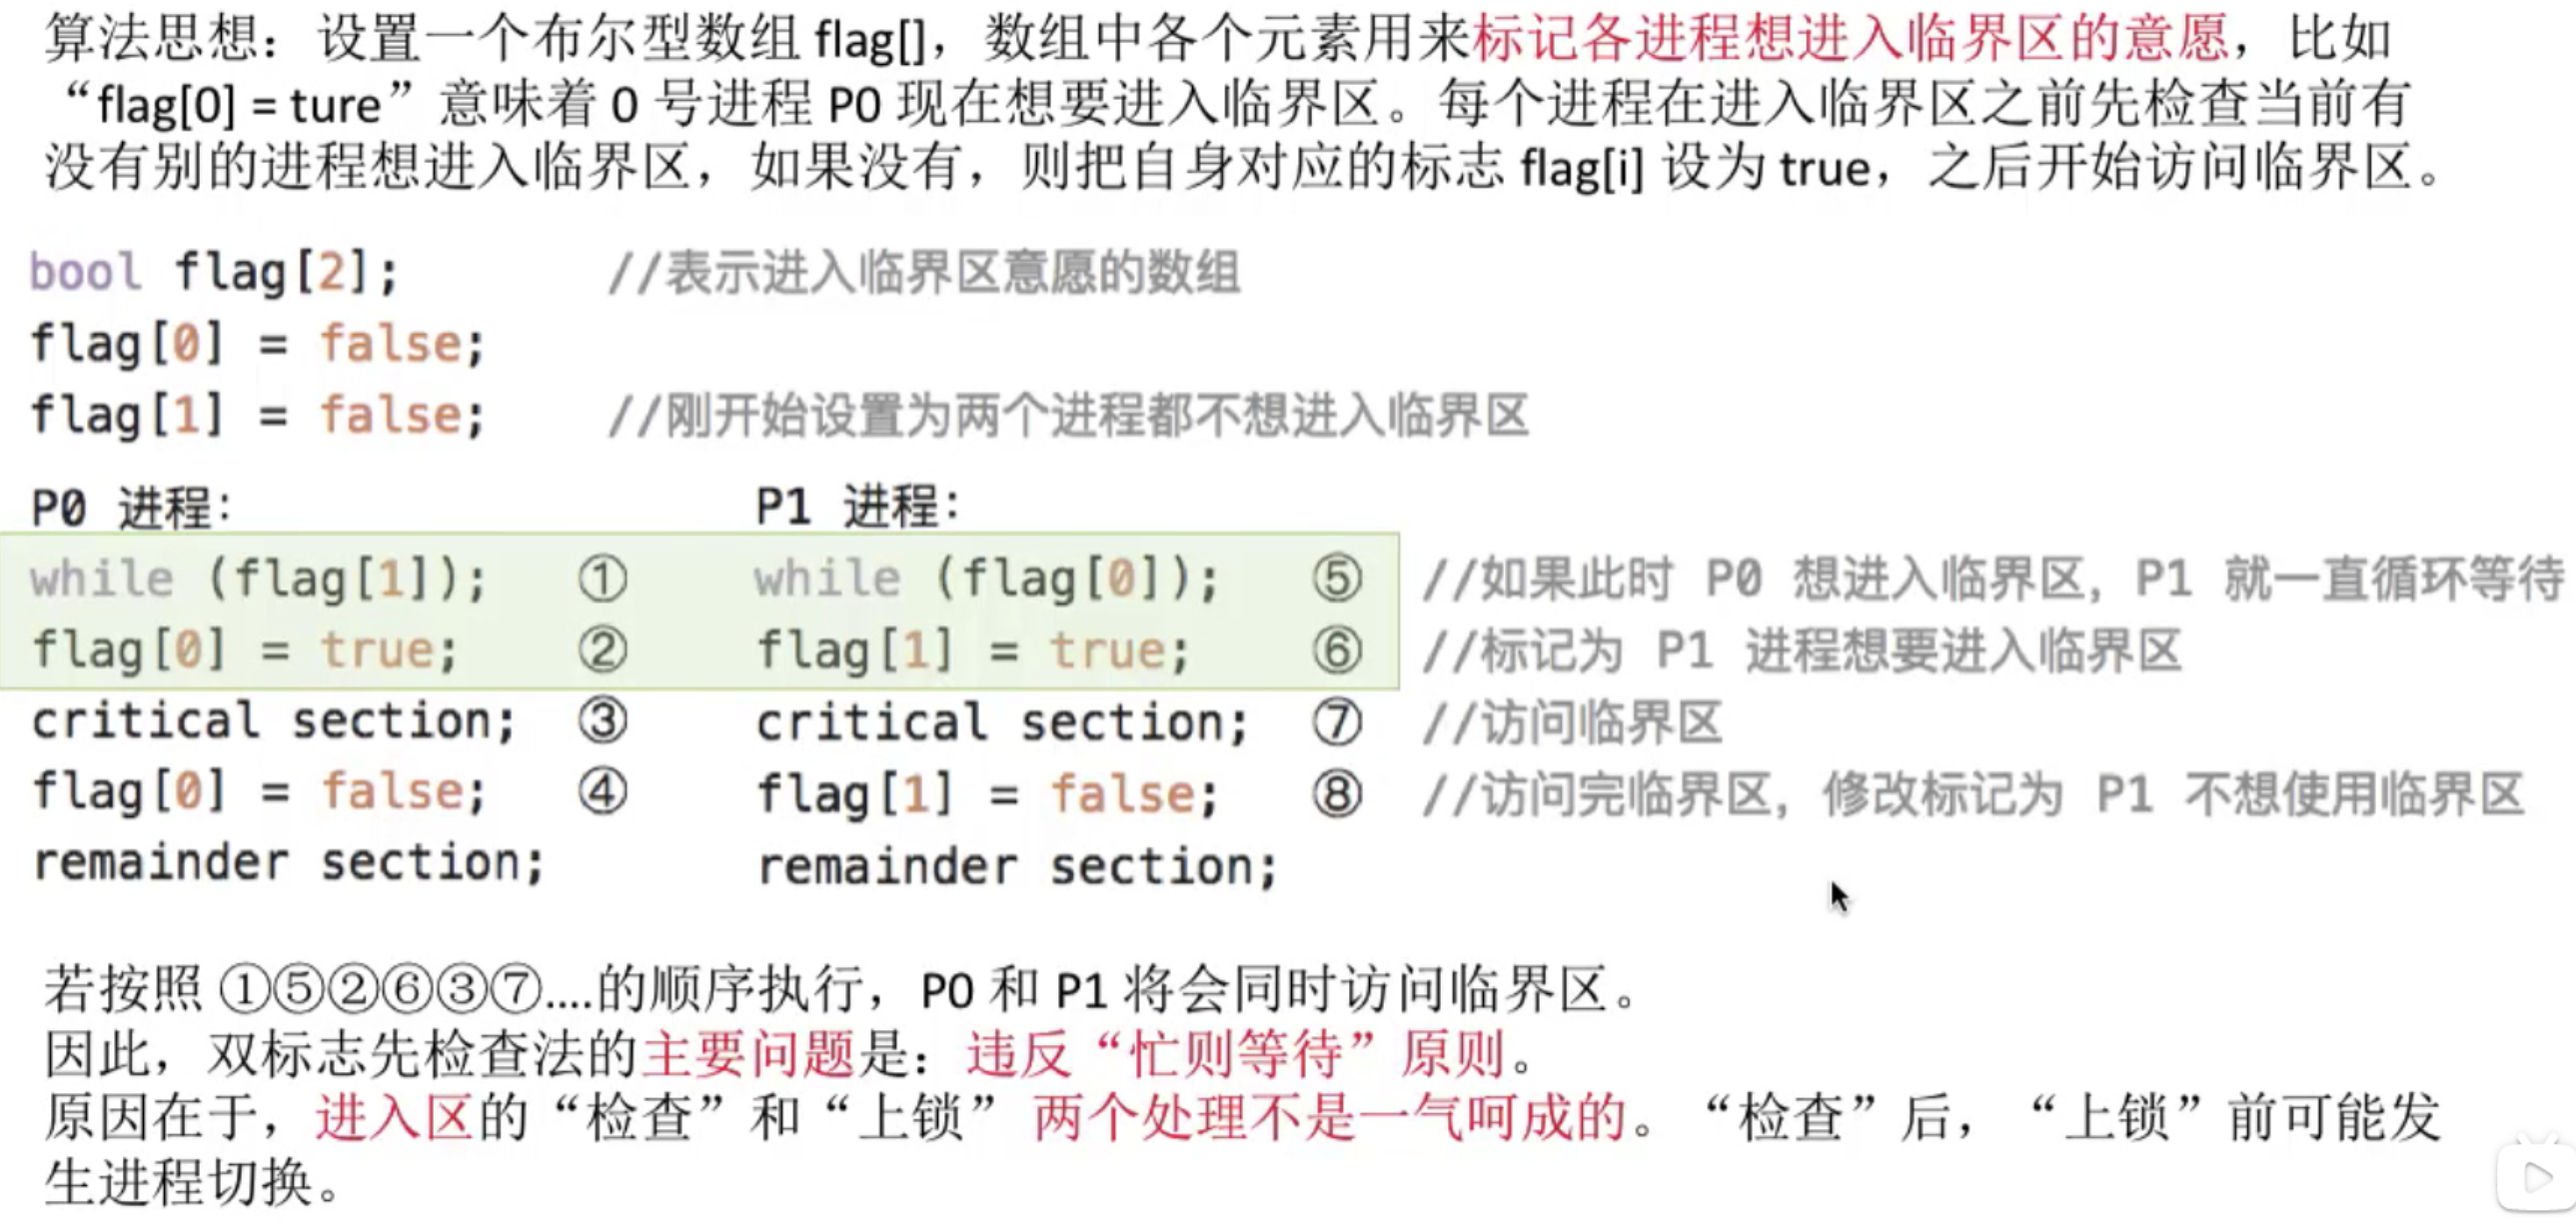 算法思想：设置一个布尔型数组 flag[]，数组中各个元素用来标记各进程想进入临界区的意愿，比如
“flag[0] = ture”意味着 0 号进程 P0 现在想要进入临界区。每个进程在进入临界区之前先检查当前有
没有别的进程想进入临界区，如果没有，则把自身对应的标志 flag[i] 设为 true，之后开始访问临界区。
bool flag[2]; //表示进入临界区意愿的数组
flag[0] = false;
flag[1] = false; //刚开始设置为两个进程都不想进入临界区
P0 进程： P1 进程：
while (flag[1]); ① while (flag[0]); ⑤ //如果此时 P0 想进入临界区，P1 就一直循环等待
flag[0] = true; ② flag[1] = true; ⑥ //标记为 P1 进程想要进入临界区
critical section; ③ critical section; ⑦ //访问临界区
flag[0] = false; ④ flag[1] = false; ⑧ //访问完临界区，修改标记为 P1 不想使用临界区
remainder section; remainder section;
若按照 ①⑤②⑥③⑦....的顺序执行，P0 和 P1 将会同时访问临界区。
因此，双标志先检查法的主要问题是：违反“忙则等待”原则。
原因在于，进入区的“检查”和“上锁” 两个处理不是一气呵成的。“检查”后，“上锁”前可能发
生进程切换。